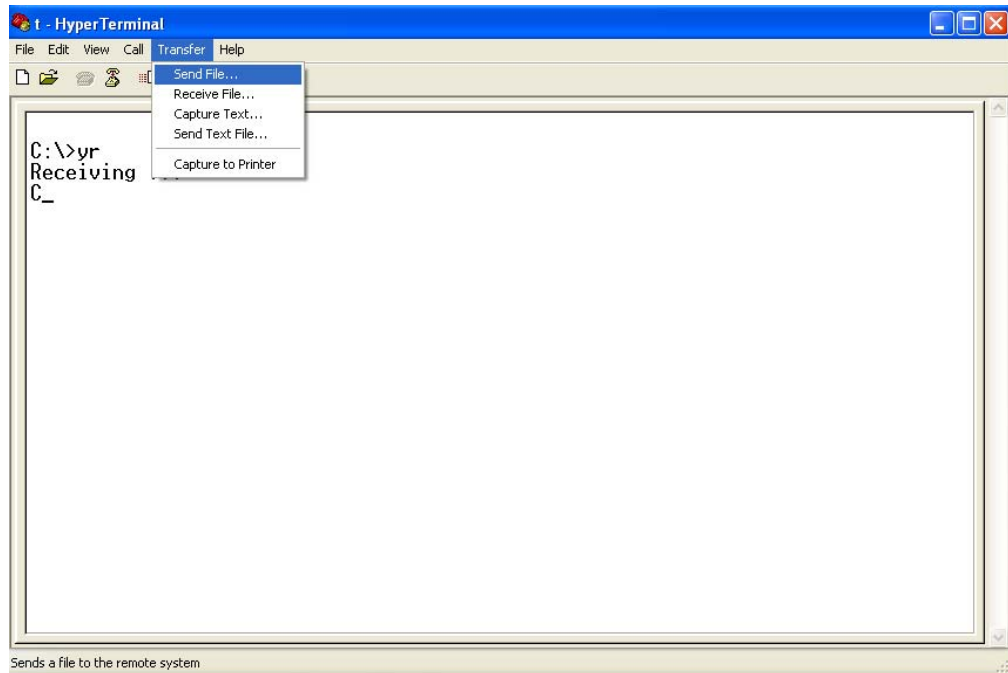 t - HyperTerminal
File Edit View Call Transfer Help
Send File...
Receive File...
Capture Text...
Send Text File...
Capture to Printer
C:\>yr
Receiving ...
C_
Sends a file to the remote system